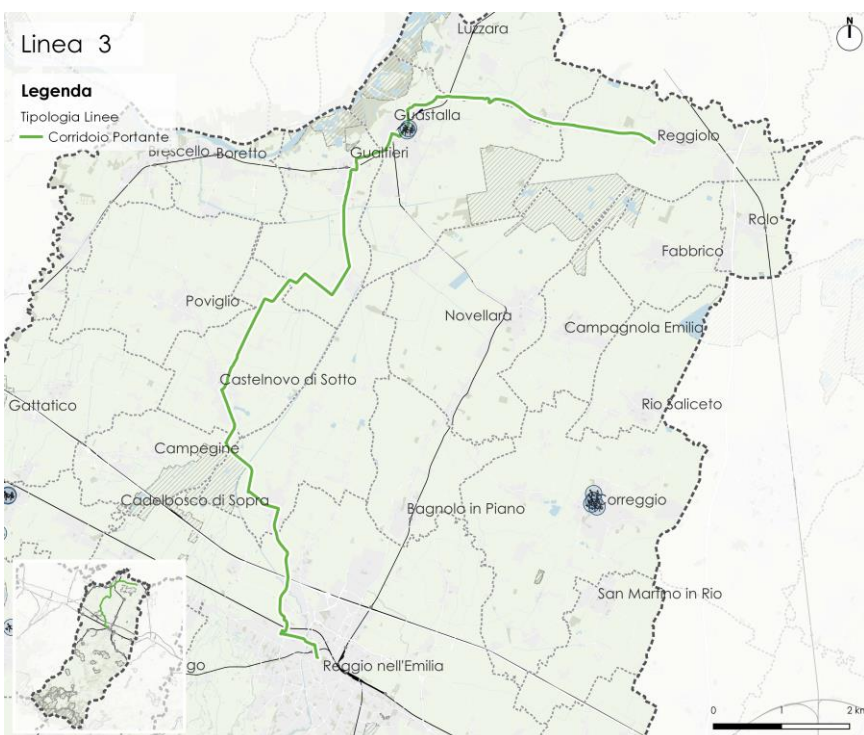 Linea 3
Legenda
Tipologia Linee
Corridoio Portante
N
Luzzara
Guastalla
Reggiolo
Brescello
Boretto
Gualtieri
Rolo
Fabbrico
Poviglio
Novellara
Campagnola Emilia
Castelnovo di Sotto
Gattatico
Rio Saliceto
Campegine
Cadelbosco di Sopra
Bagnolo in Piano
Correggio
San Martino in Rio
go
Reggio nell'Emilia
0 1 2 km